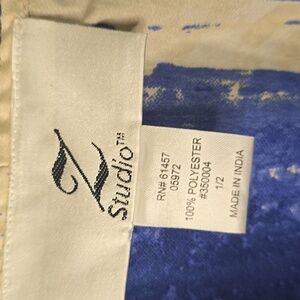 Z
Studio™
RN# 61457
05972
100% POLYESTER
#350004
1/2
MADE IN INDIA